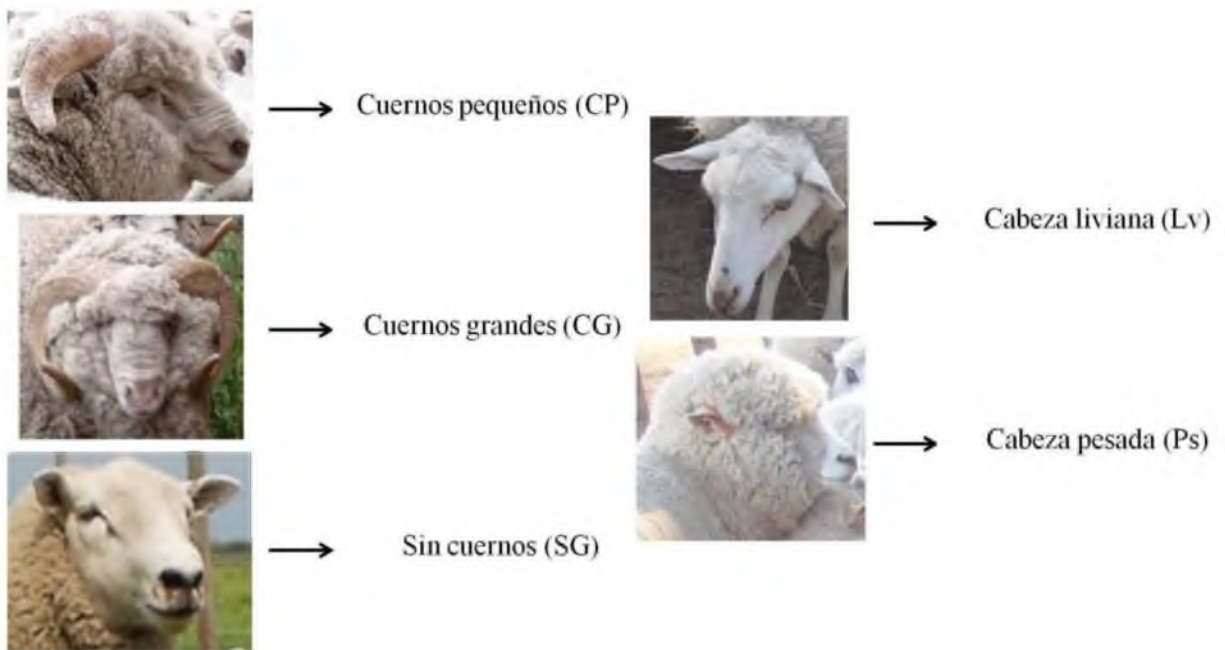 Cuernos pequeños (CP)
Cuernos grandes (CG)
Sin cuernos (SG)
Cabeza liviana (Lv)
Cabeza pesada (Ps)